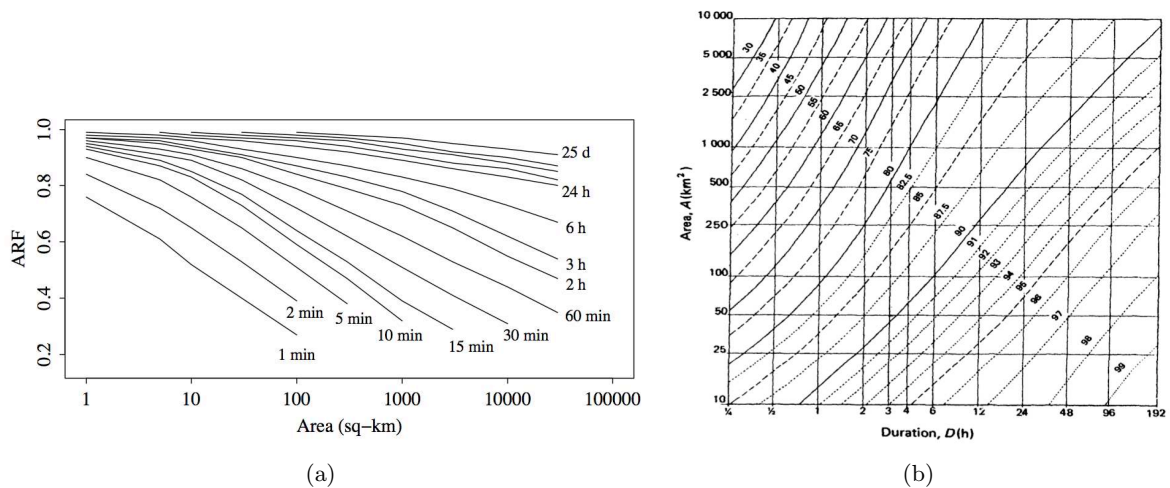 ARF
1.0
0.8
0.6
0.4
0.2
25 d
24 h
6 h
3 h
2 h
60 min
30 min
15 min
10 min
5 min
2 min
1 min
1 10 100 1000 10000 100000
Area (sq−km)
(a)
Area, A(km²)
10 000
5 000
2 500
1 000
500
250
100
50
25
10
30
35
40
45
50
55
60
65
70
75
80
82.5
85
87.5
90
91
92
93
94
95
96
97
98
99
¼ ½ 1 2 3 4 6 12 24 48 96 192
Duration, D(h)
(b)